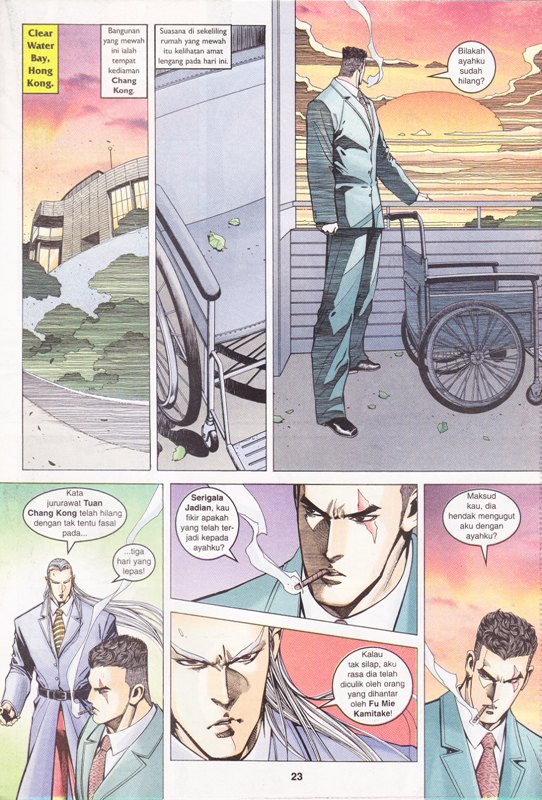 Clear
Water
Bay,
Hong
Kong.
Bangunan
yang mewah
ini ialah
tempat
kediaman
Chang
Kong.
Suasana di sekeliling
rumah yang mewah
itu kelihatan amat
lengang pada hari ini.
Bilakah
ayahku
sudah
hilang?
Kata
jururawat Tuan
Chang Kong telah hilang
dengan tak tentu fasal
pada...
...tiga
hari yang
lepas!
Serigala
Jadian, kau
fikir apakah
yang telah ter-
jadi kepada
ayahku?
Kalau
tak silap, aku
rasa dia telah
diculik oleh orang
yang dihantar
oleh Fu Mie
Kamitake!
Maksud
kau, dia
hendak mengugut
aku dengan
ayahku?
23